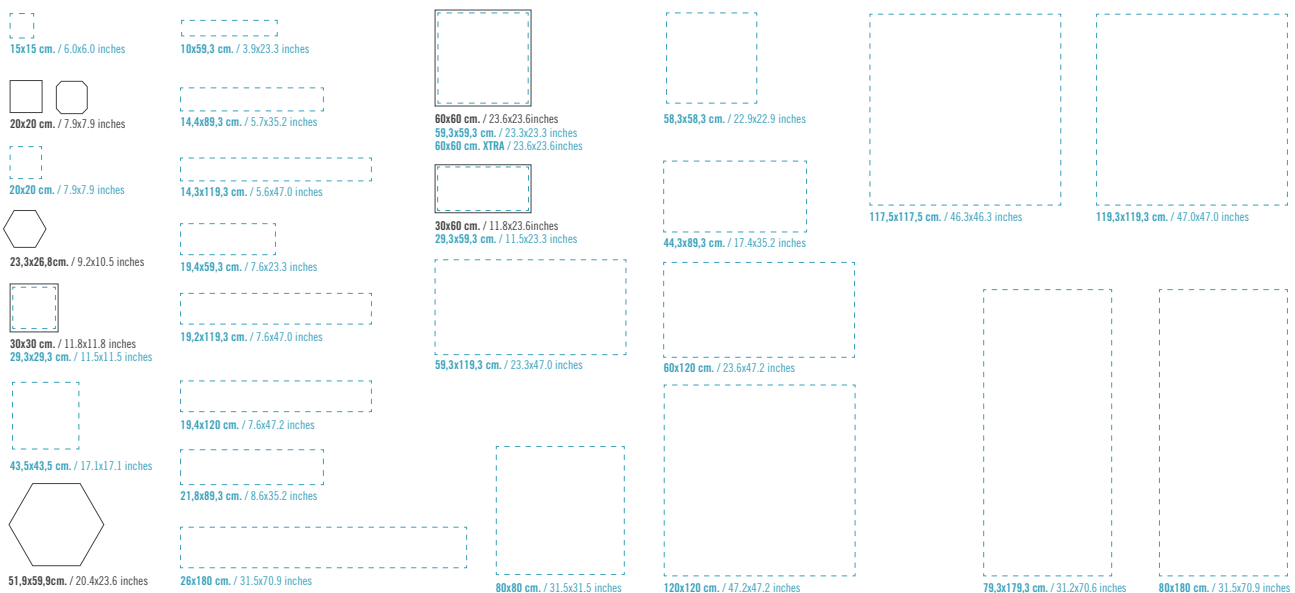 15x15 cm. / 6.0x6.0 inches
20x20 cm. / 7.9x7.9 inches
20x20 cm. / 7.9x7.9 inches
23,3x26,8cm. / 9.2x10.5 inches
30x30 cm. / 11.8x11.8 inches
29,3x29,3 cm. / 11.5x11.5 inches
43,5x43,5 cm. / 17.1x17.1 inches
51,9x59,9cm. / 20.4x23.6 inches
10x59,3 cm. / 3.9x23.3 inches
14,4x89,3 cm. / 5.7x35.2 inches
14,3x119,3 cm. / 5.6x47.0 inches
19,4x59,3 cm. / 7.6x23.3 inches
19,2x119,3 cm. / 7.6x47.0 inches
19,4x120 cm. / 7.6x47.2 inches
21,8x89,3 cm. / 8.6x35.2 inches
26x180 cm. / 31.5x70.9 inches
60x60 cm. / 23.6x23.6inches
59,3x59,3 cm. / 23.3x23.3 inches
60x60 cm. XTRA / 23.6x23.6inches
30x60 cm. / 11.8x23.6inches
29,3x59,3 cm. / 11.5x23.3 inches
59,3x119,3 cm. / 23.3x47.0 inches
80x80 cm. / 31.5x31.5 inches
58,3x58,3 cm. / 22.9x22.9 inches
44,3x89,3 cm. / 17.4x35.2 inches
60x120 cm. / 23.6x47.2 inches
120x120 cm. / 47.2x47.2 inches
117,5x117,5 cm. / 46.3x46.3 inches
119,3x119,3 cm. / 47.0x47.0 inches
79,3x179,3 cm. / 31.2x70.6 inches
80x180 cm. / 31.5x70.9 inches